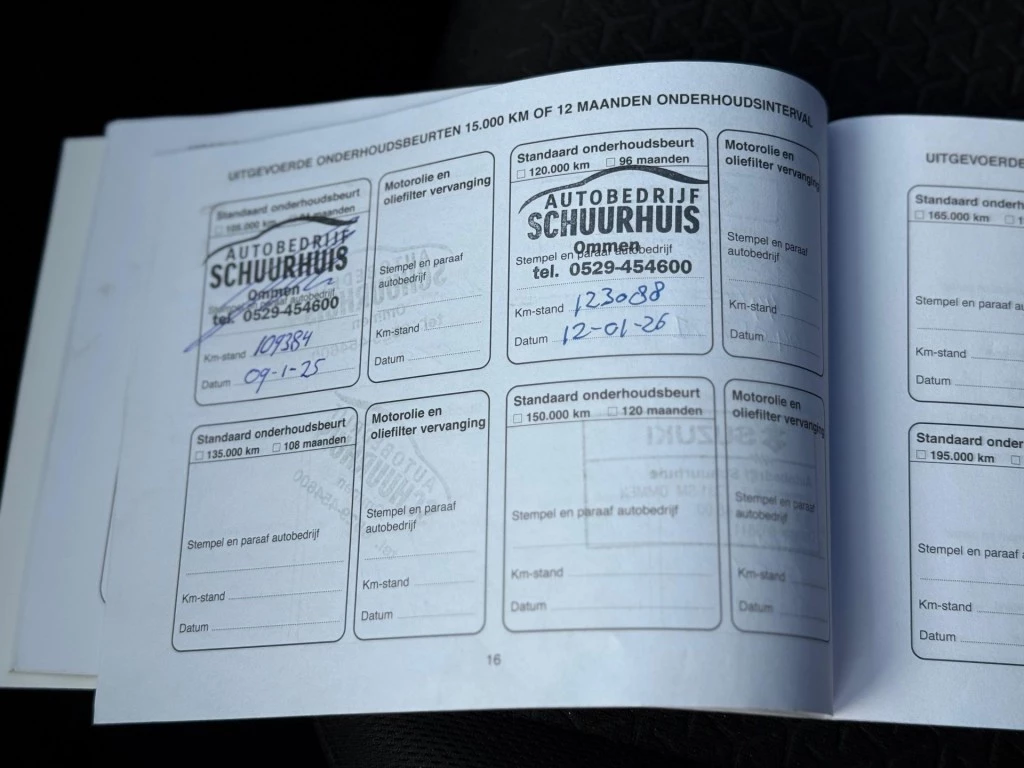 UITGEVOERDE ONDERHOUDSBEURTEN 15.000 KM OF 12 MAANDEN ONDERHOUDSINTERVAL
Standaard onderhoudsbeurt
105.000 km maanden
AUTOBEDRIJF
SCHUURHUIS
Ommen
autobedrijf
tel. 0529-454600
Km-stand 109384
Datum 09-1-25
Motorolie en
oliefilter vervanging
Stempel en paraaf
autobedrijf
Km-stand
Datum
Standaard onderhoudsbeurt
120.000 km 96 maanden
AUTOBEDRIJF
SCHUURHUIS
Ommen
Stempel en paraaf autobedrijf
tel. 0529-454600
Km-stand 123088
Datum 12-01-26
Motorolie en
oliefilter vervanging
Stempel en paraaf
autobedrijf
Km-stand
Datum
Standaard onderhoudsbeurt
135.000 km 108 maanden
Stempel en paraaf autobedrijf
Km-stand
Datum
Motorolie en
oliefilter vervanging
Stempel en paraaf
autobedrijf
Km-stand
Datum
Standaard onderhoudsbeurt
150.000 km 120 maanden
Stempel en paraaf autobedrijf
Km-stand
Datum
Motorolie en
oliefilter vervanging
Stempel en paraaf
autobedrijf
Km-stand
Datum
16
UITGEVOERDE
Standaard onderh
165.000 km 1
Stempel en paraaf
Km-stand
Datum
Standaard onder
195.000 km
Stempel en paraaf a
Km-stand
Datum